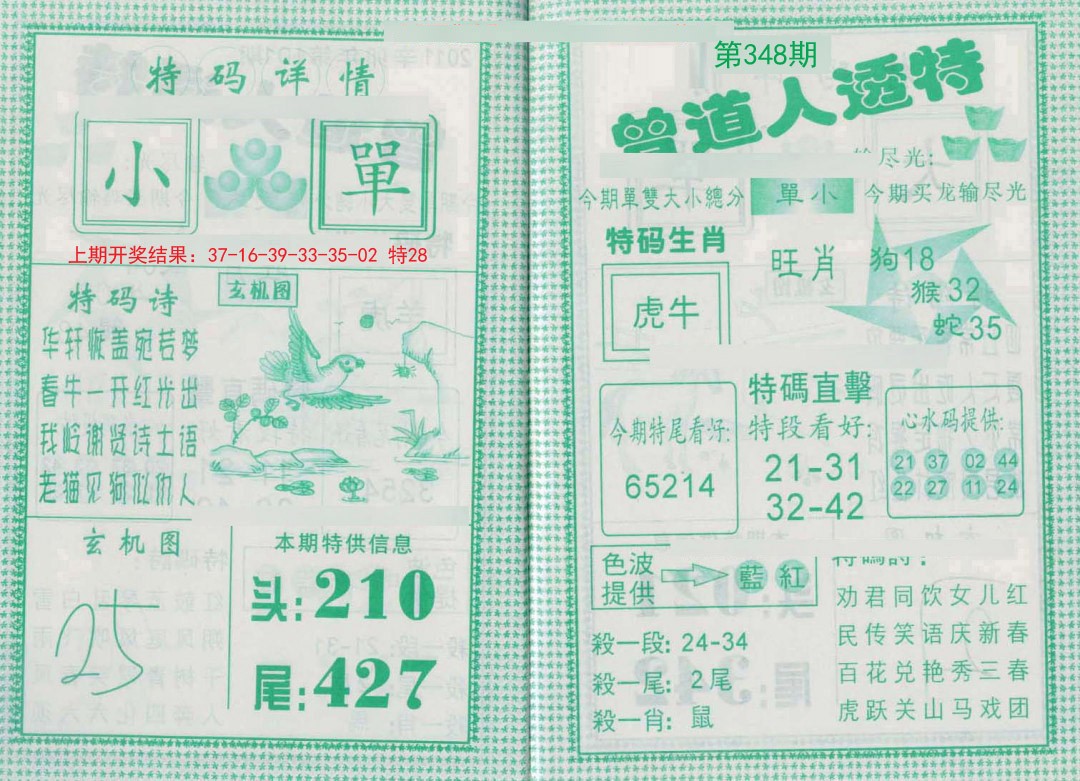 特码详情
小 單
上期开奖结果: 37-16-39-33-35-02 特28
特码诗
玄机图
春牛一开红光出
我岭谢贤诗土语
老猫见狗似仇人
玄机图
25
本期特供信息
头:210
尾:427
第348期
曾道人透特
输尽光:
今期單雙大小總分 單小 今期买龙输尽光
特码生肖
虎牛
旺肖
狗18
猴32
蛇35
今期特尾看好:
65214
特碼直擊
特段看好:
21-31
32-42
心水码提供:
21 37 02 44
22 27 11 24
色波
提供
藍 紅
殺一段: 24-34
殺一尾: 2尾
殺一肖: 鼠
特碼詩:
劝君同饮女儿红
民传笑语庆新春
百花兑艳秀三春
虎跃关山马戏团